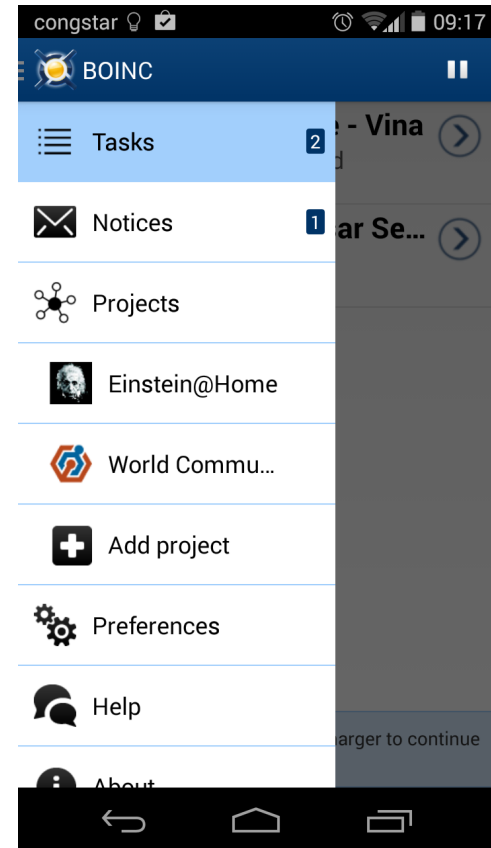 congstar 09:17
BOINC
Tasks 2
- Vina
Notices 1
ar Se...
Projects
Einstein@Home
World Commu...
Add project
Preferences
Help
arger to continue
About